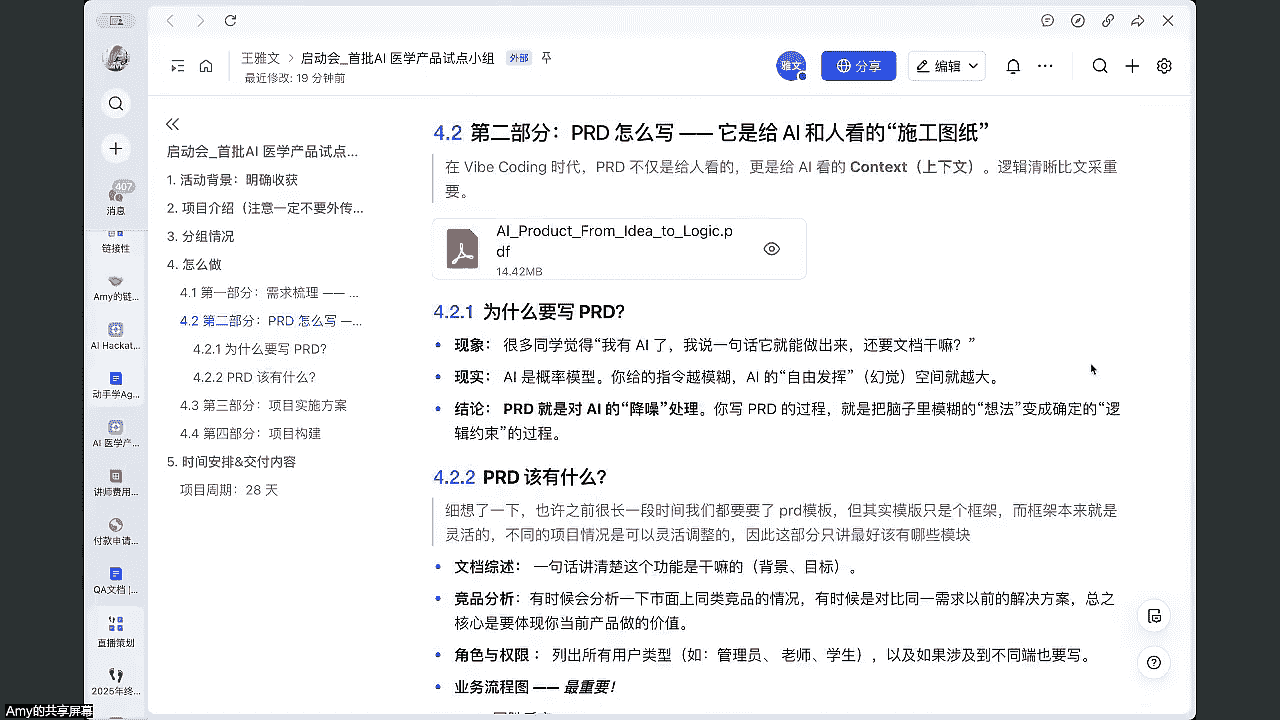 王雅文 > 启动会_首批AI 医学产品试点小组 外部
最近修改: 19 分钟前
雅文
分享
编辑
407
消息
链接性
Amy的链...
AI Hackat...
动手学Ag...
AI 医学产...
讲师费用...
付款申请...
QA文档 |...
直播策划
2025年终...
启动会_首批AI 医学产品试点...
1. 活动背景：明确收获
2. 项目介绍（注意一定不要外传...
3. 分组情况
4. 怎么做
4.1 第一部分：需求梳理 —— ...
4.2 第二部分：PRD 怎么写 —...
4.2.1 为什么要写 PRD?
4.2.2 PRD 该有什么?
4.3 第三部分：项目实施方案
4.4 第四部分：项目构建
5. 时间安排&交付内容
项目周期：28 天
4.2 第二部分：PRD 怎么写 —— 它是给 AI 和人看的“施工图纸”
在 Vibe Coding 时代，PRD 不仅是给人看的，更是给 AI 看的 Context（上下文）。逻辑清晰比文采重
要。
AI_Product_From_Idea_to_Logic.p
df
14.42MB
4.2.1 为什么要写 PRD?
• 现象： 很多同学觉得“我有 AI 了，我说一句话它就能做出来，还要文档干嘛？”
• 现实： AI 是概率模型。你给的指令越模糊，AI 的“自由发挥”（幻觉）空间就越大。
• 结论： PRD 就是对 AI 的“降噪”处理。你写 PRD 的过程，就是把脑子里模糊的“想法”变成确定的“逻
辑约束”的过程。
4.2.2 PRD 该有什么?
细想了一下，也许之前很长一段时间我们都要要了 prd模板，但其实模版只是个框架，而框架本来就是
灵活的，不同的项目情况是可以灵活调整的，因此这部分只讲最好该有哪些模块
• 文档综述： 一句话讲清楚这个功能是干嘛的（背景、目标）。
• 竞品分析：有时候会分析一下市面上同类竞品的情况，有时候是对比同一需求以前的解决方案，总之
核心是要体现你当前产品做的价值。
• 角色与权限： 列出所有用户类型（如：管理员、 老师、学生），以及如果涉及到不同端也要写。
• 业务流程图 —— 最重要！
Amy的共享屏幕